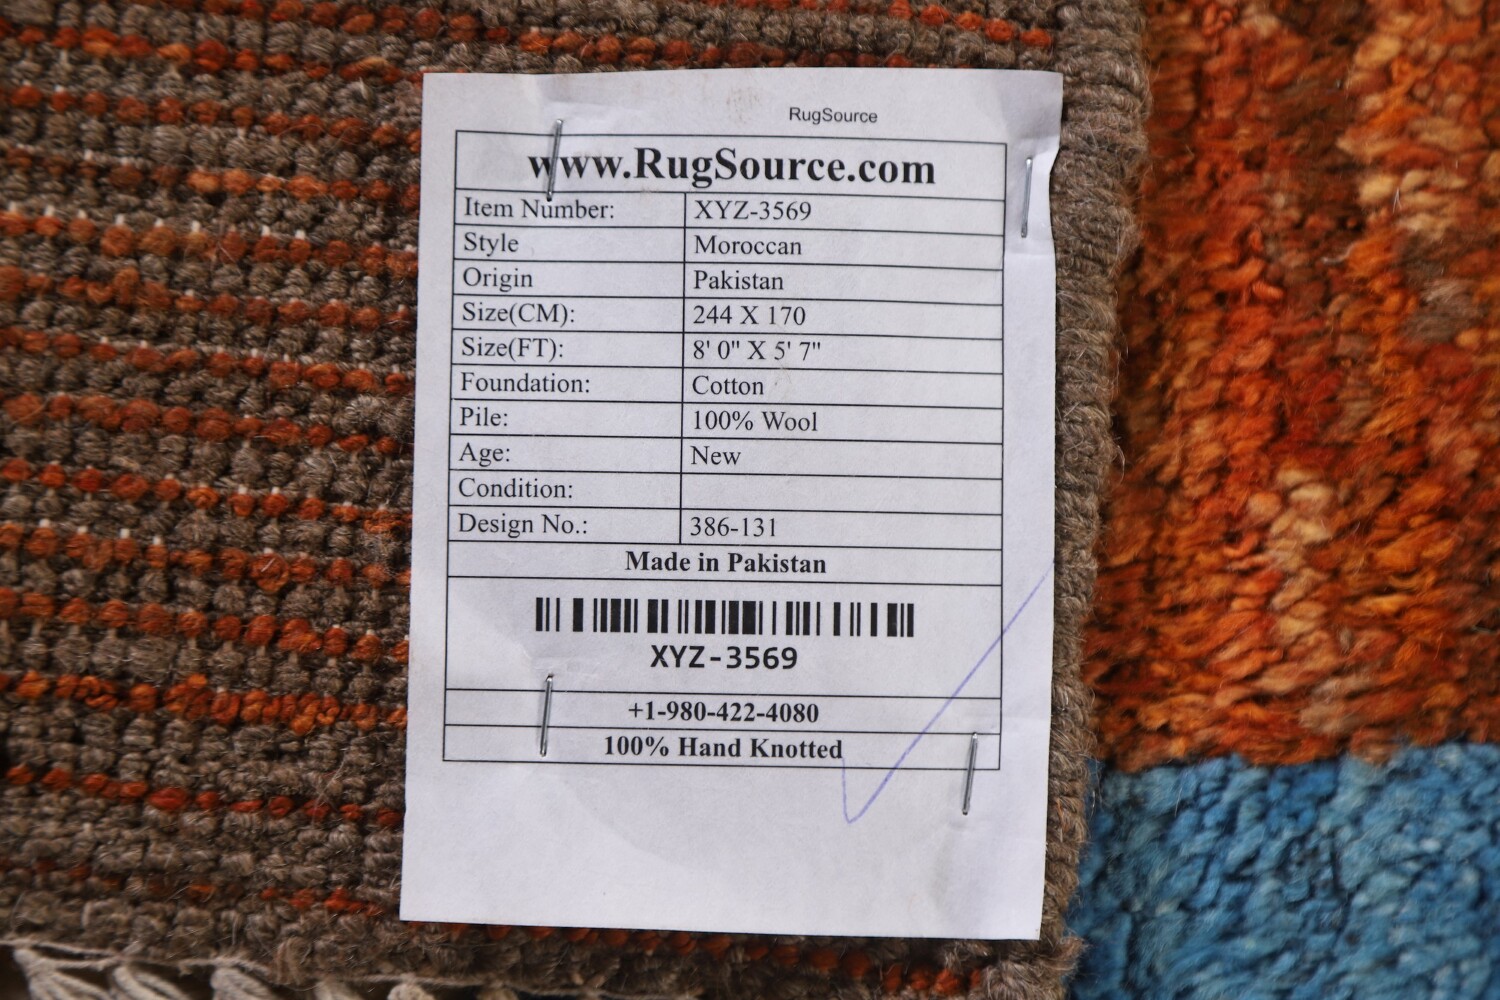 RugSource
www.RugSource.com
Item Number: XYZ-3569
Style Moroccan
Origin Pakistan
Size(CM): 244 X 170
Size(FT): 8' 0" X 5' 7"
Foundation: Cotton
Pile: 100% Wool
Age: New
Condition:
Design No.: 386-131
Made in Pakistan
XYZ-3569
+1-980-422-4080
100% Hand Knotted